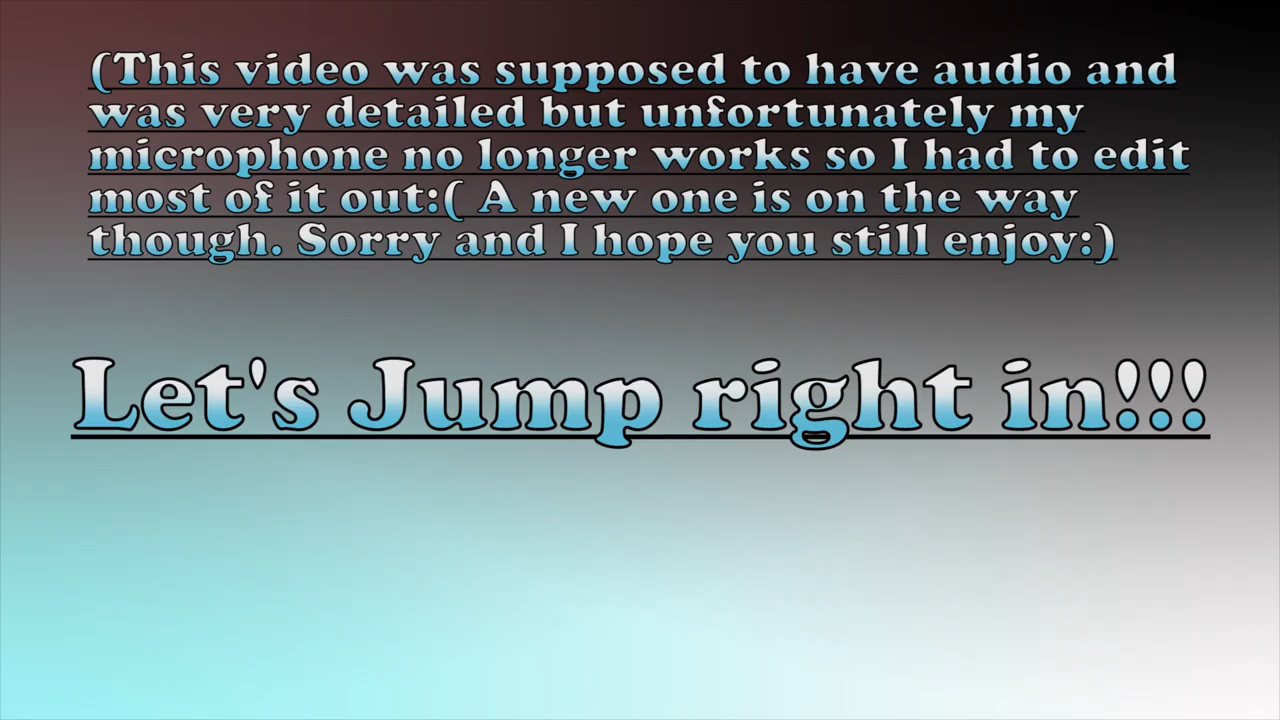 (This video was supposed to have audio and
was very detailed but unfortunately my
microphone no longer works so I had to edit
most of it out:( A new one is on the way
though. Sorry and I hope you still enjoy:)
Let's Jump right in!!!